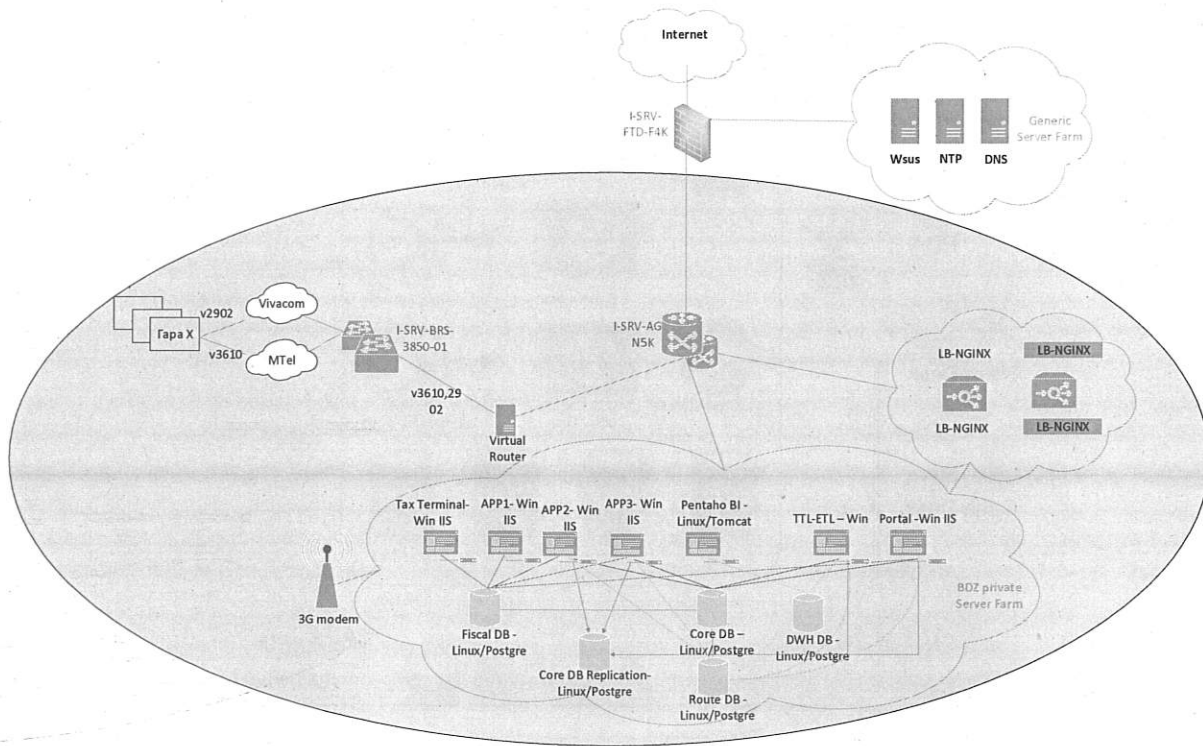 Internet
I-SRV-
FTD-F4K
Generic
Server Farm
Wsus
NTP
DNS
v2902
Гара X
v3610
Vivacom
MTel
I-SRV-BRS-
3850-01
v3610,29
02
Virtual
Router
I-SRV-AG
N5K
LB-NGINX
LB-NGINX
LB-NGINX
LB-NGINX
Tax Terminal-
Win IIS
APP1- Win
IIS
APP2- Win
IIS
APP3- Win
IIS
Pentaho BI -
Linux/Tomcat
TTL-ETL – Win
Portal -Win IIS
BDZ private
Server Farm
3G modem
Fiscal DB -
Linux/Postgre
Core DB Replication-
Linux/Postgre
Core DB –
Linux/Postgre
DWH DB -
Linux/Postgre
Route DB -
Linux/Postgre